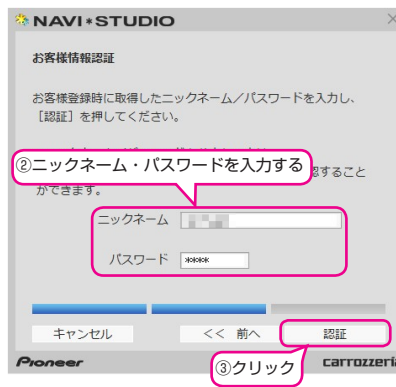 NAVI*STUDIO
お客様情報認証
お客様登録時に取得したニックネーム／パスワードを入力し、
［認証］を押してください。
②ニックネーム・パスワードを入力する
認すること
ができます。
ニックネーム
パスワード ****
キャンセル << 前へ 認証
Pioneer ③クリック carrozzeria